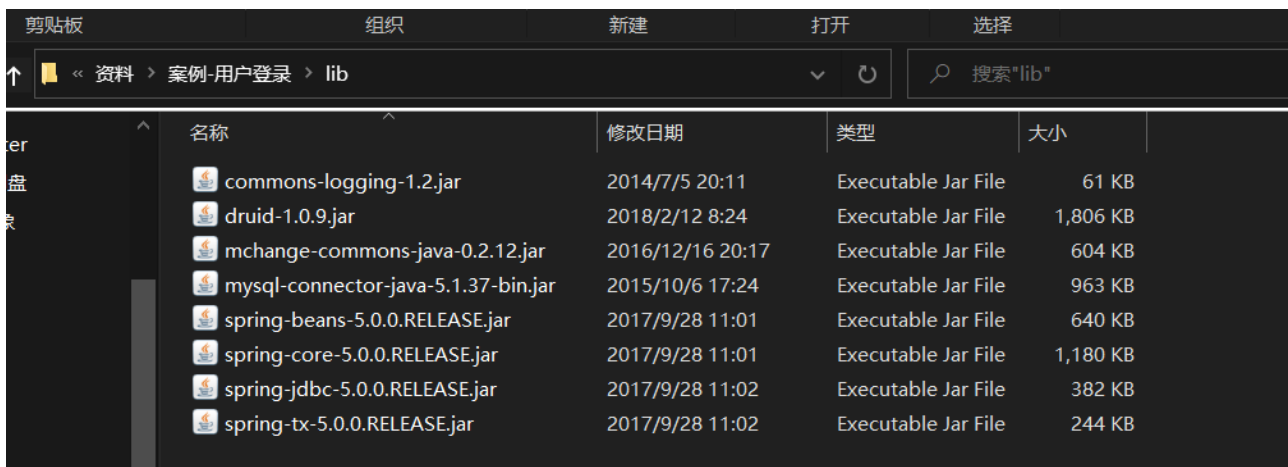 剪贴板 组织 新建 打开 选择
« 资料 > 案例-用户登录 > lib 搜索"lib"
名称 修改日期 类型 大小
commons-logging-1.2.jar 2014/7/5 20:11 Executable Jar File 61 KB
druid-1.0.9.jar 2018/2/12 8:24 Executable Jar File 1,806 KB
mchange-commons-java-0.2.12.jar 2016/12/16 20:17 Executable Jar File 604 KB
mysql-connector-java-5.1.37-bin.jar 2015/10/6 17:24 Executable Jar File 963 KB
spring-beans-5.0.0.RELEASE.jar 2017/9/28 11:01 Executable Jar File 640 KB
spring-core-5.0.0.RELEASE.jar 2017/9/28 11:01 Executable Jar File 1,180 KB
spring-jdbc-5.0.0.RELEASE.jar 2017/9/28 11:02 Executable Jar File 382 KB
spring-tx-5.0.0.RELEASE.jar 2017/9/28 11:02 Executable Jar File 244 KB